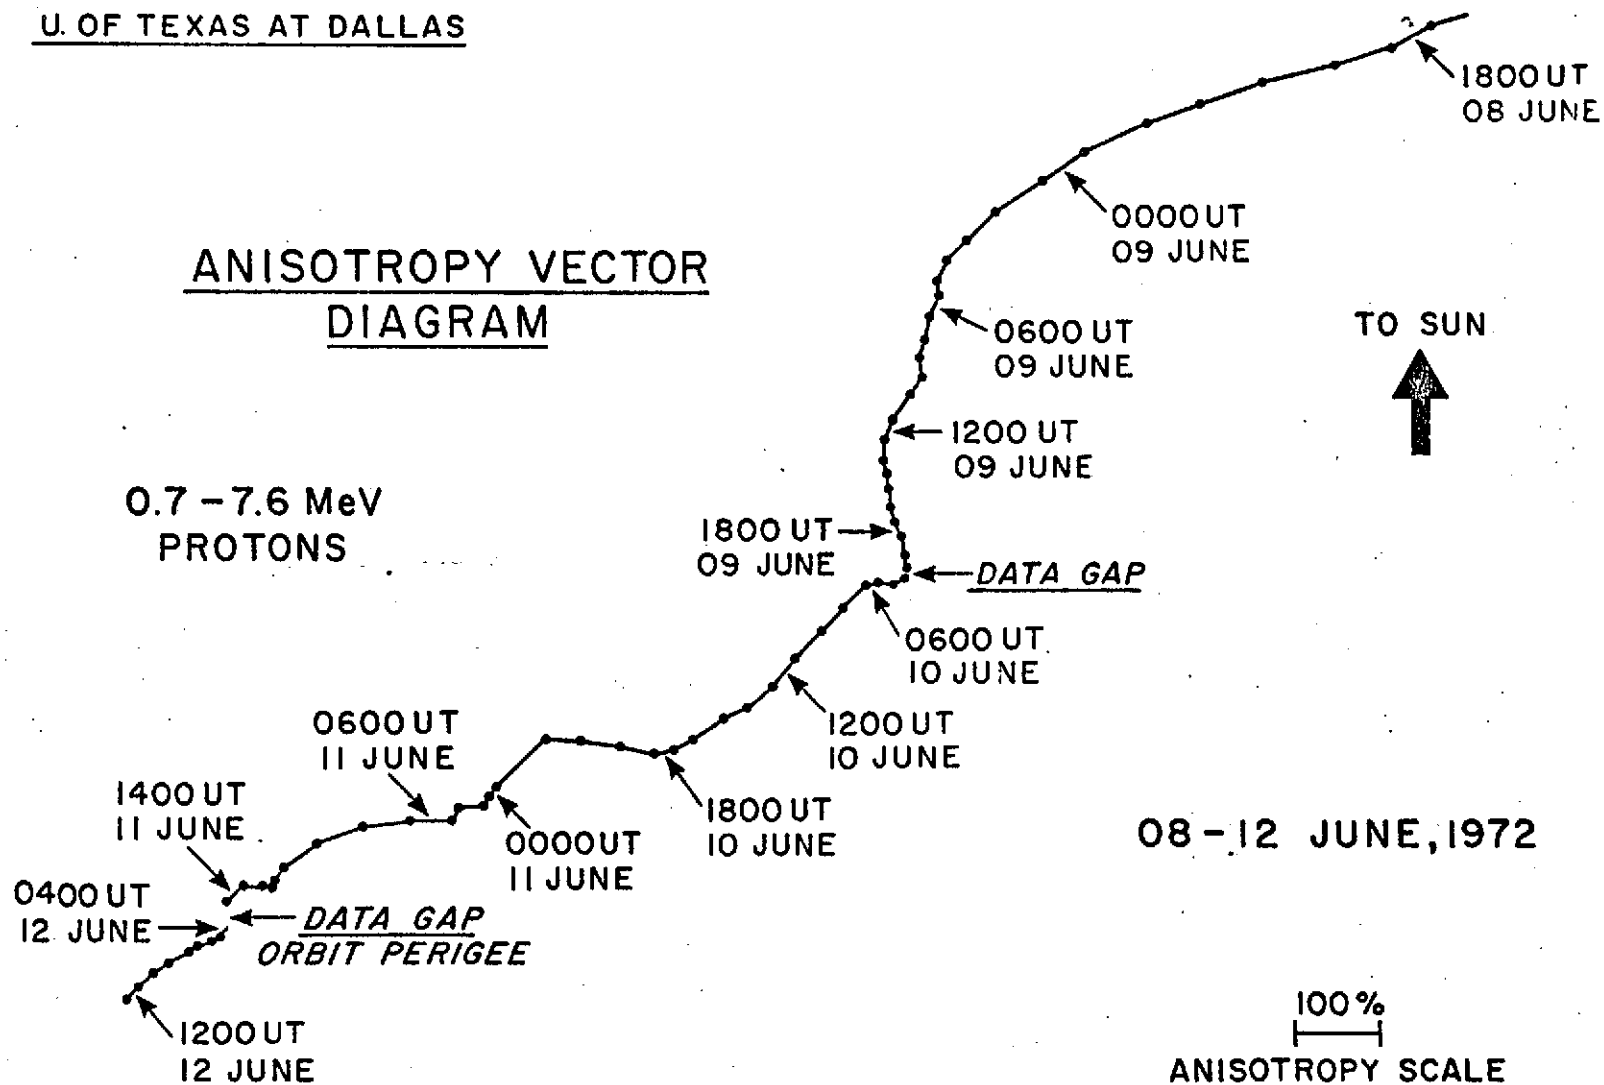 U. OF TEXAS AT DALLAS
1800 UT
08 JUNE
0000 UT
09 JUNE
ANISOTROPY VECTOR
DIAGRAM
0600 UT
09 JUNE
TO SUN
1200 UT
09 JUNE
0.7 – 7.6 MeV
PROTONS
1800 UT
09 JUNE
DATA GAP
0600 UT
10 JUNE
1200 UT
10 JUNE
0600 UT
11 JUNE
1800 UT
10 JUNE
1400 UT
11 JUNE
0000 UT
11 JUNE
08 – 12 JUNE, 1972
0400 UT
12 JUNE
DATA GAP
ORBIT PERIGEE
1200 UT
12 JUNE
100%
ANISOTROPY SCALE